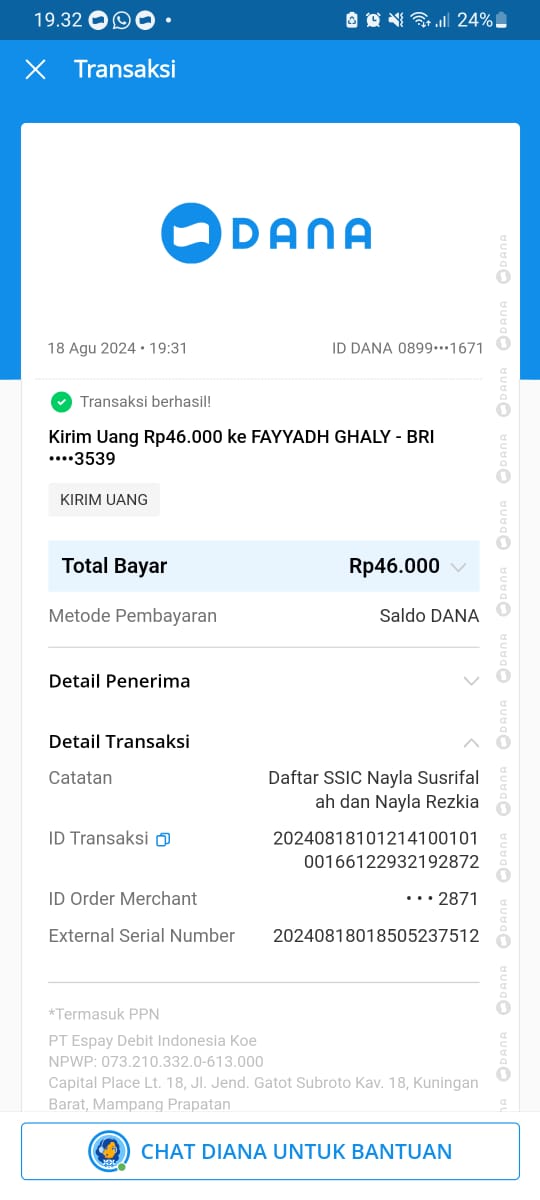 19.32
24%
Transaksi
DANA
18 Agu 2024 • 19:31
ID DANA 0899•••1671
Transaksi berhasil!
Kirim Uang Rp46.000 ke FAYYADH GHALY - BRI
••••3539
KIRIM UANG
Total Bayar
Rp46.000
Metode Pembayaran
Saldo DANA
Detail Penerima
Detail Transaksi
Catatan
Daftar SSIC Nayla Susrifal
ah dan Nayla Rezkia
ID Transaksi
20240818101214100101
00166122932192872
ID Order Merchant
• • • 2871
External Serial Number
20240818018505237512
*Termasuk PPN
PT Espay Debit Indonesia Koe
NPWP: 073.210.332.0-613.000
Capital Place Lt. 18, Jl. Jend. Gatot Subroto Kav. 18, Kuningan
Barat, Mampang Prapatan
CHAT DIANA UNTUK BANTUAN
DANA
DANA
DANA
DANA
DANA
DANA
DANA
DANA
DANA
DANA
DANA
DANA
DANA